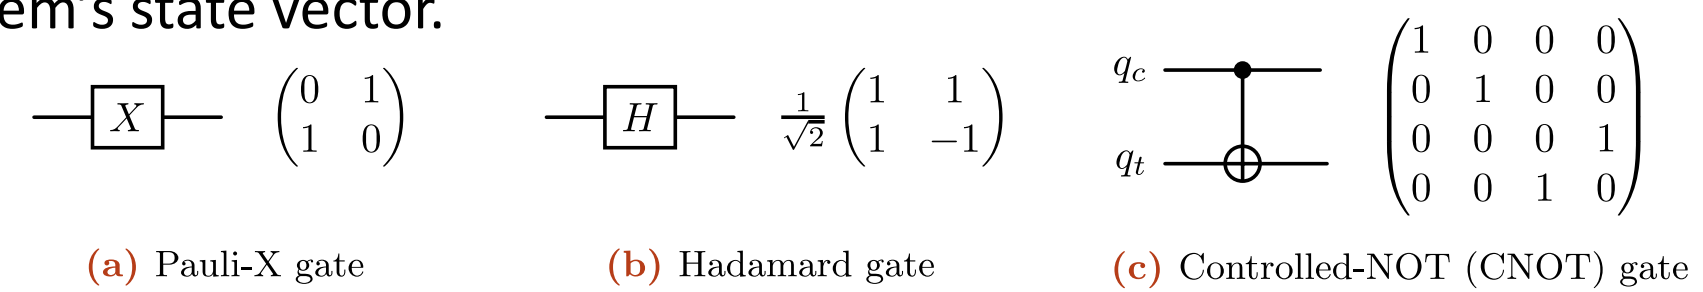 em's state vector.
X
0 1
1 0
H
1/√2
1 1
1 −1
q_c
q_t
1 0 0 0
0 1 0 0
0 0 0 1
0 0 1 0
(a) Pauli-X gate
(b) Hadamard gate
(c) Controlled-NOT (CNOT) gate